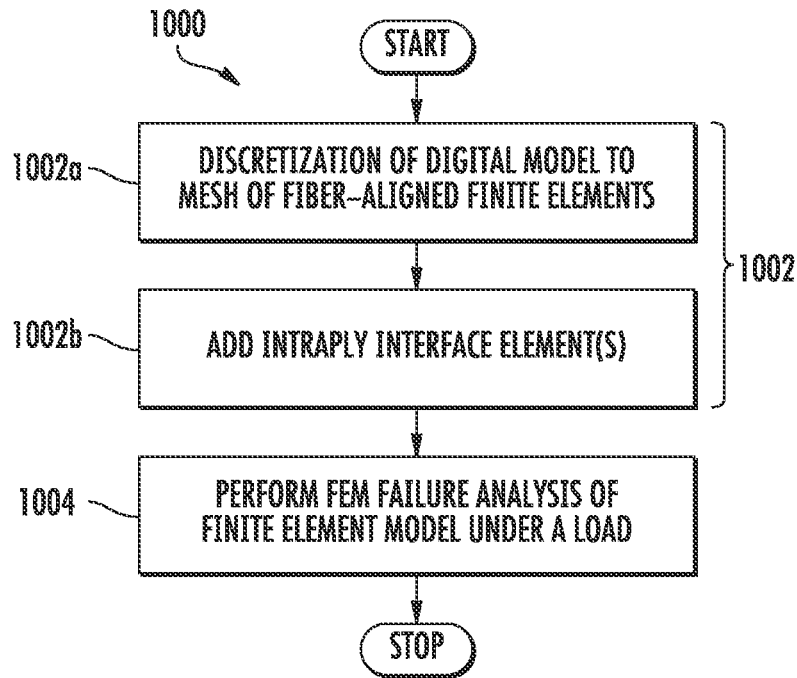 1000
START
1002a
DISCRETIZATION OF DIGITAL MODEL TO
MESH OF FIBER-ALIGNED FINITE ELEMENTS
1002
1002b
ADD INTRAPLY INTERFACE ELEMENT(S)
1004
PERFORM FEM FAILURE ANALYSIS OF
FINITE ELEMENT MODEL UNDER A LOAD
STOP